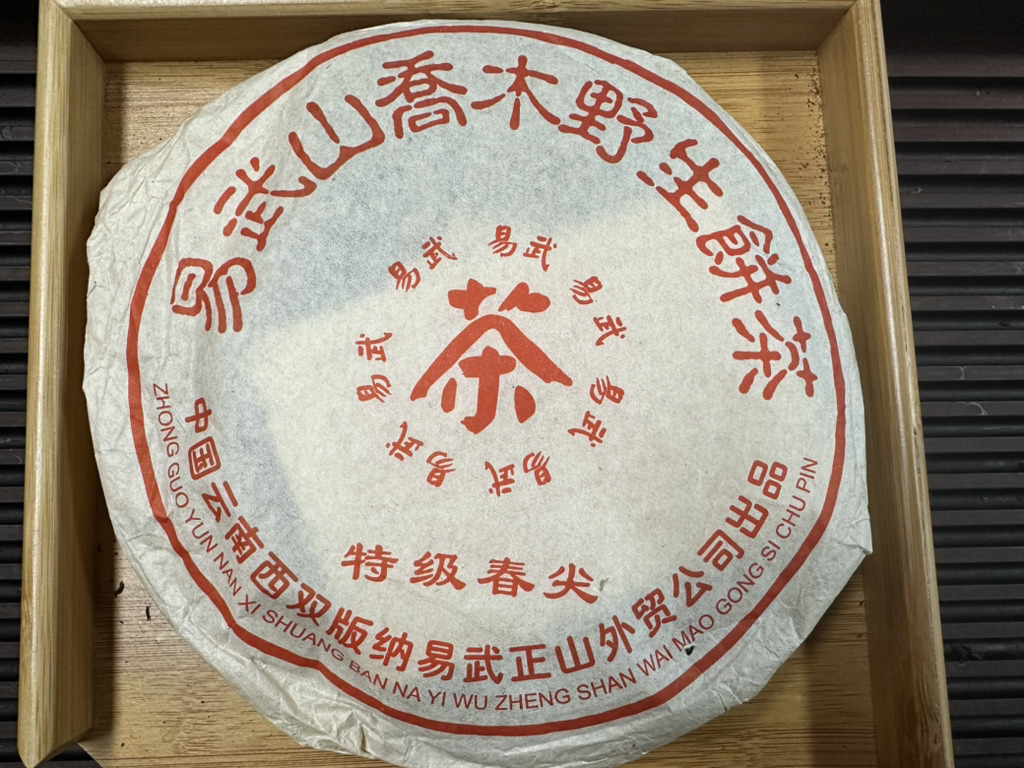 易武山喬木野生餅茶
易武 易武 易武 易武 易武 易武 易武 易武
茶
特级春尖
中国云南西双版纳易武正山外贸公司出品
ZHONG GUO YUN NAN XI SHUANG BAN NA YI WU ZHENG SHAN WAI MAO GONG SI CHU PIN